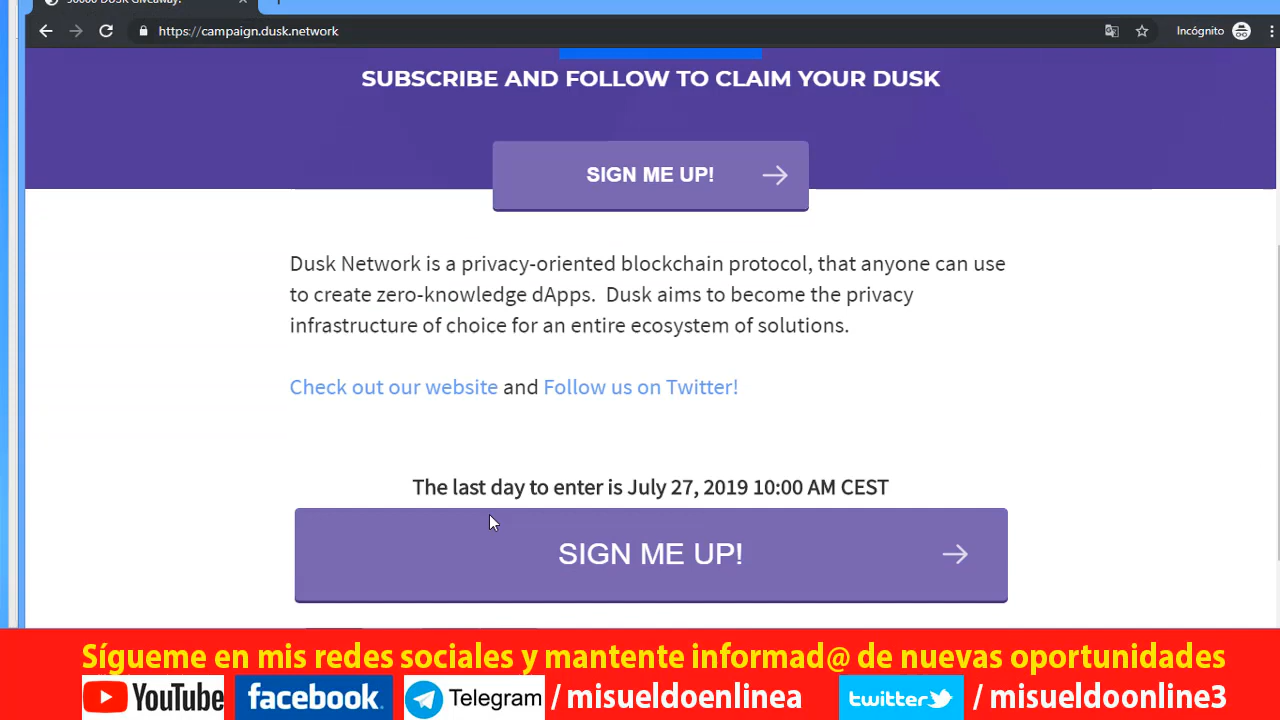 50000 DUSK Giveaway!
https://campaign.dusk.network
Incógnito
SUBSCRIBE AND FOLLOW TO CLAIM YOUR DUSK
SIGN ME UP!
Dusk Network is a privacy-oriented blockchain protocol, that anyone can use
to create zero-knowledge dApps.  Dusk aims to become the privacy
infrastructure of choice for an entire ecosystem of solutions.
Check out our website and Follow us on Twitter!
The last day to enter is July 27, 2019 10:00 AM CEST
SIGN ME UP!
Sígueme en mis redes sociales y mantente informad@ de nuevas oportunidades
YouTube facebook Telegram / misueldoenlinea twitter / misueldoonline3